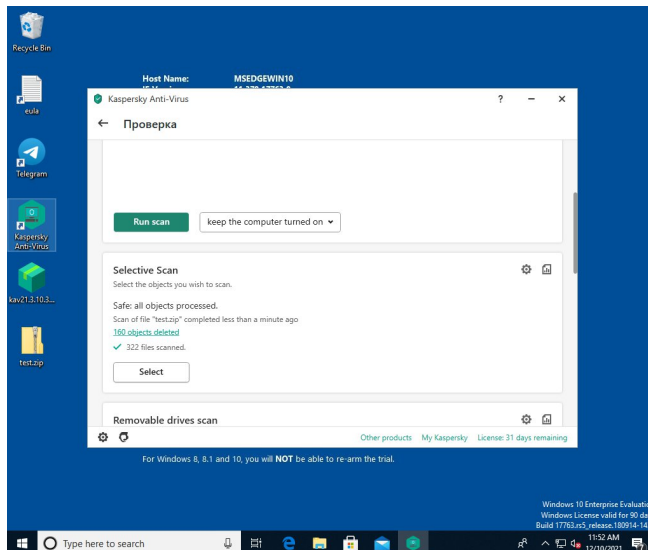 Recycle Bin
Host Name: MSEDGEWIN10
Kaspersky Anti-Virus
eula
Проверка
Telegram
Run scan
keep the computer turned on
Kaspersky
Anti-Virus
Selective Scan
Select the objects you wish to scan.
kav21.3.10.3...
Safe: all objects processed.
Scan of file "test.zip" completed less than a minute ago
160 objects deleted
322 files scanned.
test.zip
Select
Removable drives scan
Other products My Kaspersky License: 31 days remaining
For Windows 8, 8.1 and 10, you will NOT be able to re-arm the trial.
Windows 10 Enterprise Evaluatio
Windows License valid for 90 da
Build 17763.rs5_release.180914-14
Type here to search
11:52 AM
12/10/2021